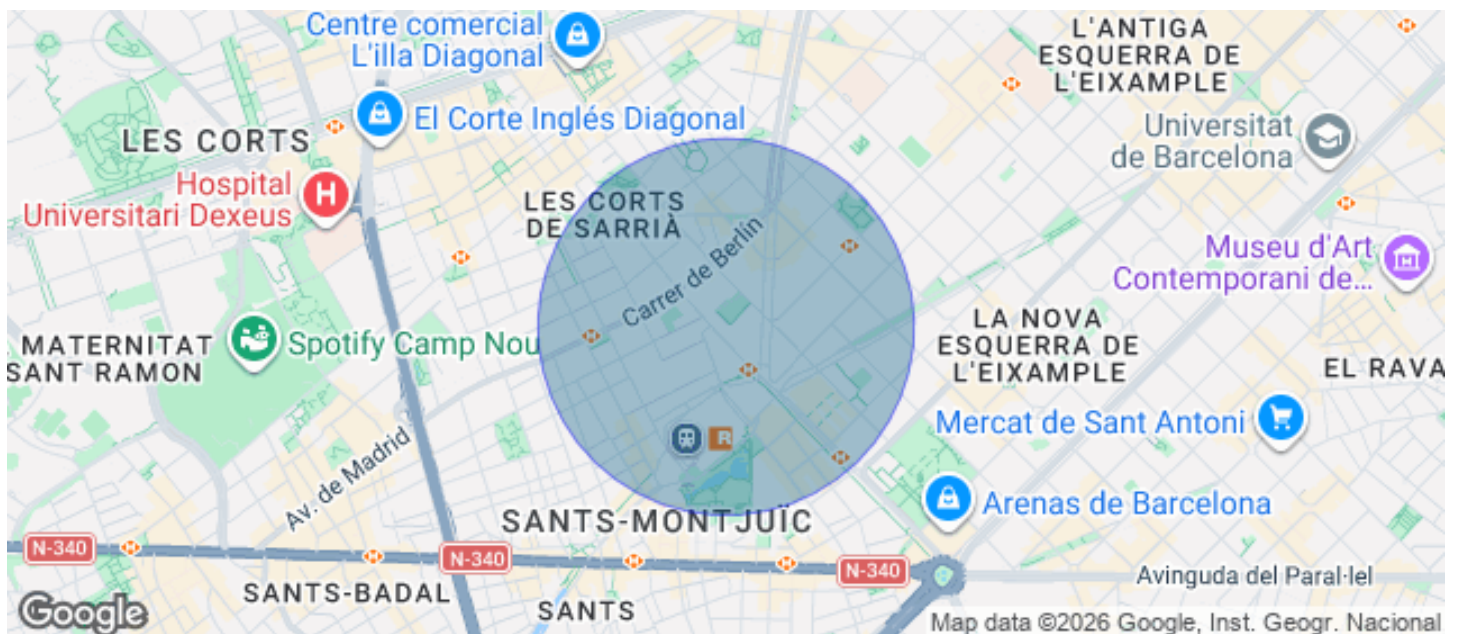 Centre comercial
L'illa Diagonal
L'ANTIGA
ESQUERRA DE
L'EIXAMPLE
El Corte Inglés Diagonal
LES CORTS
Universitat
de Barcelona
Hospital
Universitari Dexeus
H
LES CORTS
DE SARRIÀ
Carrer de Berlín
Museu d'Art
Contemporani de...
MATERNITAT
SANT RAMON
Spotify Camp Nou
LA NOVA
ESQUERRA DE
L'EIXAMPLE
EL RAVA
Mercat de Sant Antoni
R
Av. de Madrid
Arenas de Barcelona
SANTS-MONTJUÏC
N-340
N-340
N-340
Avinguda del Paral·lel
SANTS-BADAL
SANTS
Google
Map data ©2026 Google, Inst. Geogr. Nacional